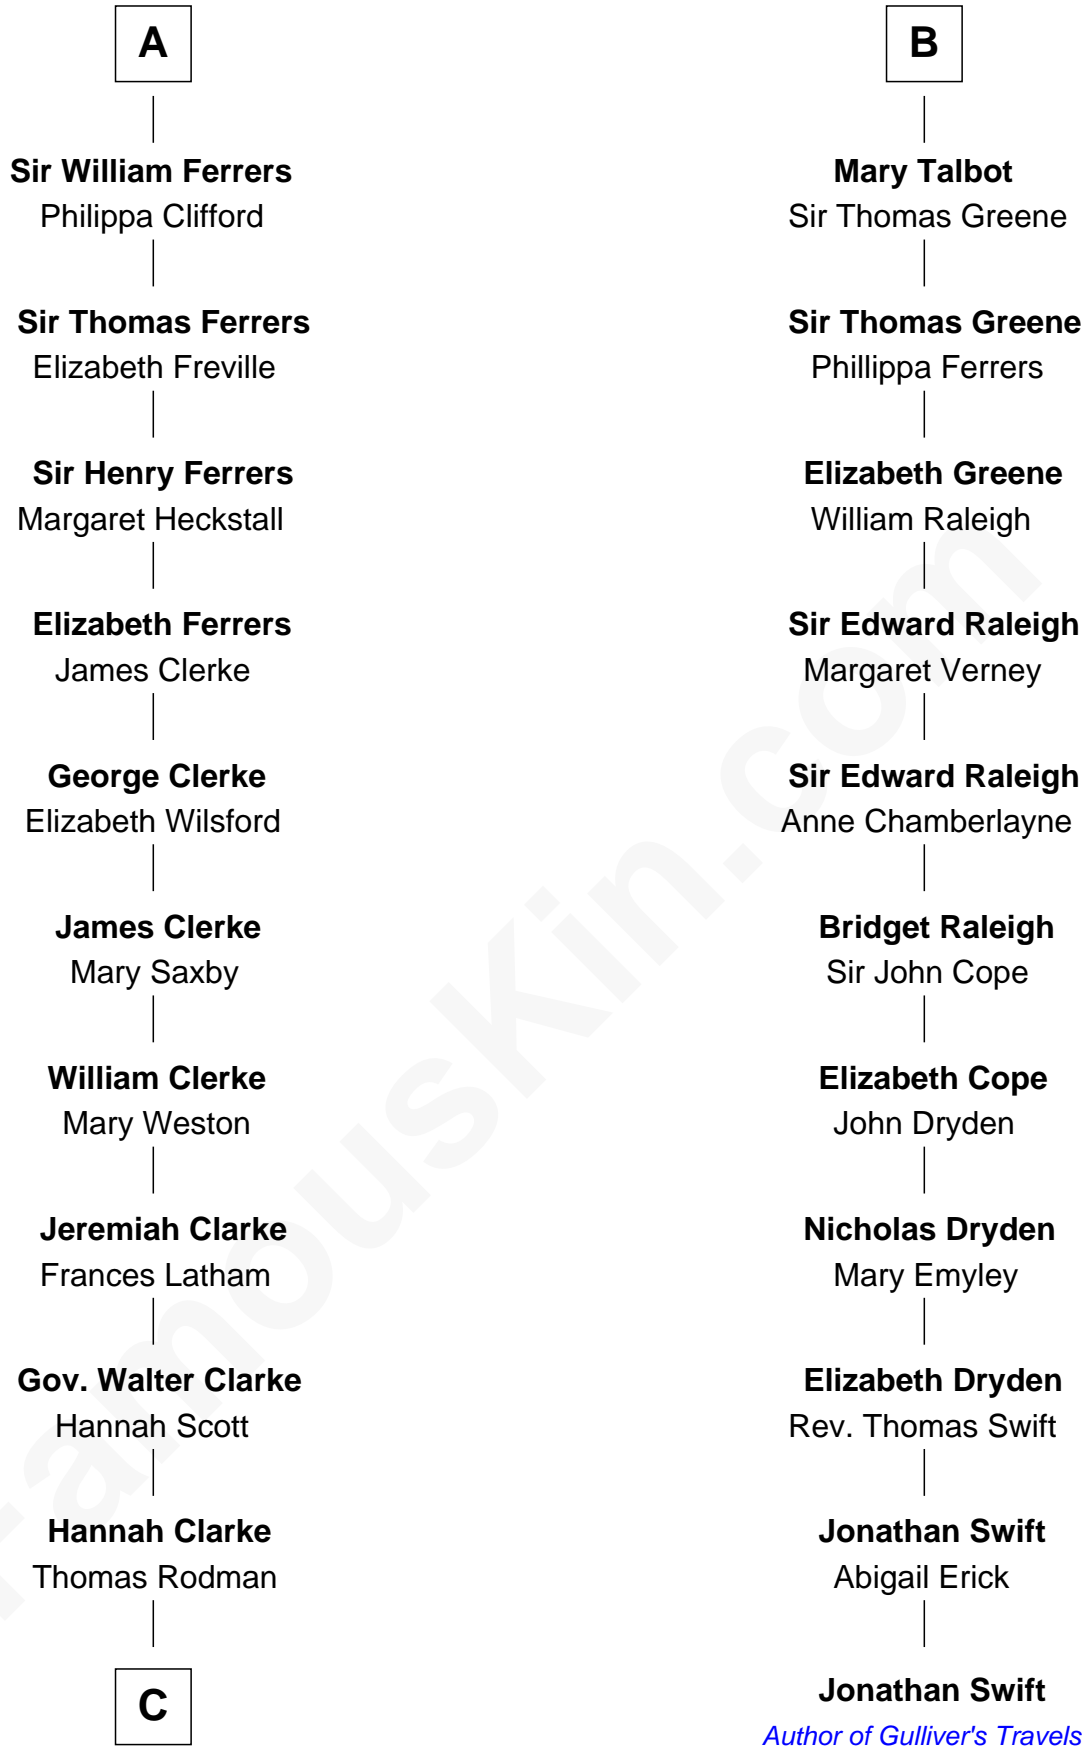 A
Sir William Ferrers
Philippa Clifford
Sir Thomas Ferrers
Elizabeth Freville
Sir Henry Ferrers
Margaret Heckstall
Elizabeth Ferrers
James Clerke
George Clerke
Elizabeth Wilsford
James Clerke
Mary Saxby
William Clerke
Mary Weston
Jeremiah Clarke
Frances Latham
Gov. Walter Clarke
Hannah Scott
Hannah Clarke
Thomas Rodman
C
B
Mary Talbot
Sir Thomas Greene
Sir Thomas Greene
Phillippa Ferrers
Elizabeth Greene
William Raleigh
Sir Edward Raleigh
Margaret Verney
Sir Edward Raleigh
Anne Chamberlayne
Bridget Raleigh
Sir John Cope
Elizabeth Cope
John Dryden
Nicholas Dryden
Mary Emyley
Elizabeth Dryden
Rev. Thomas Swift
Jonathan Swift
Abigail Erick
Jonathan Swift
Author of Gulliver's Travels
FamousKin.com